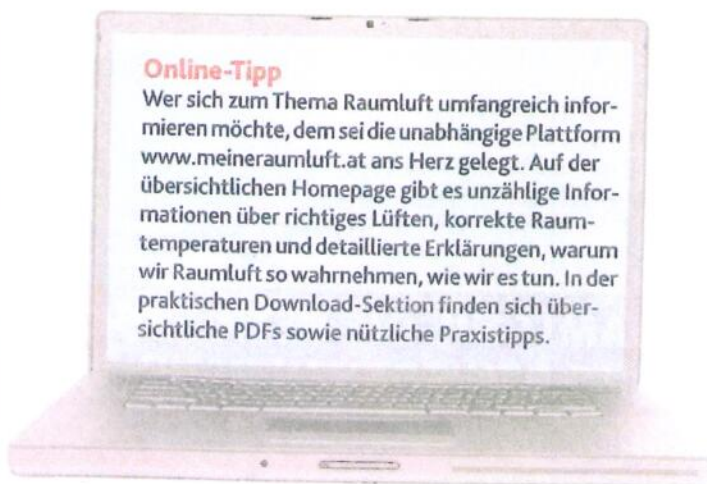 Online-Tipp
Wer sich zum Thema Raumluft umfangreich infor-
mieren möchte, dem sei die unabhängige Plattform
www.meineraumluft.at ans Herz gelegt. Auf der
übersichtlichen Homepage gibt es unzählige Infor-
mationen über richtiges Lüften, korrekte Raum-
temperaturen und detaillierte Erklärungen, warum
wir Raumluft so wahrnehmen, wie wir es tun. In der
praktischen Download-Sektion finden sich über-
sichtliche PDFs sowie nützliche Praxistipps.